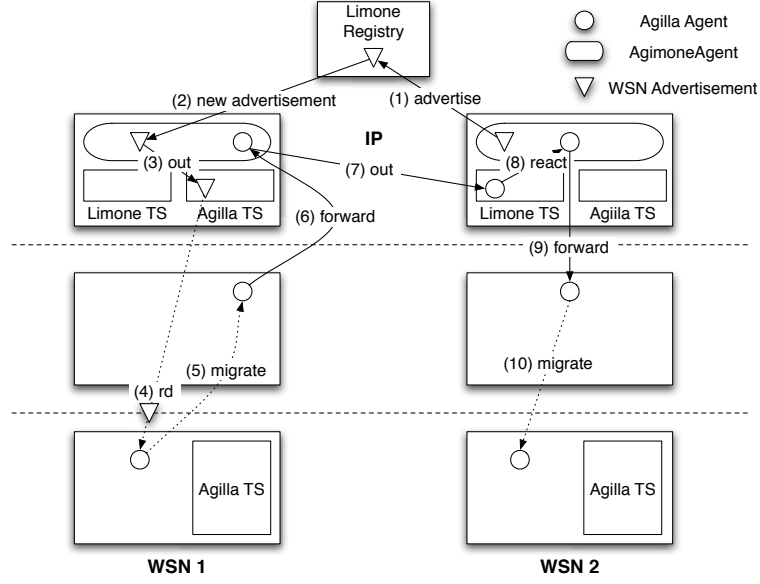 Limone
Registry
Agilla Agent
AgimoneAgent
WSN Advertisement
(2) new advertisement
(1) advertise
IP
(3) out
(7) out
(8) react
Limone TS
Agilla TS
Limone TS
Agiila TS
(6) forward
(9) forward
(5) migrate
(10) migrate
(4) rd
Agilla TS
Agilla TS
WSN 1
WSN 2